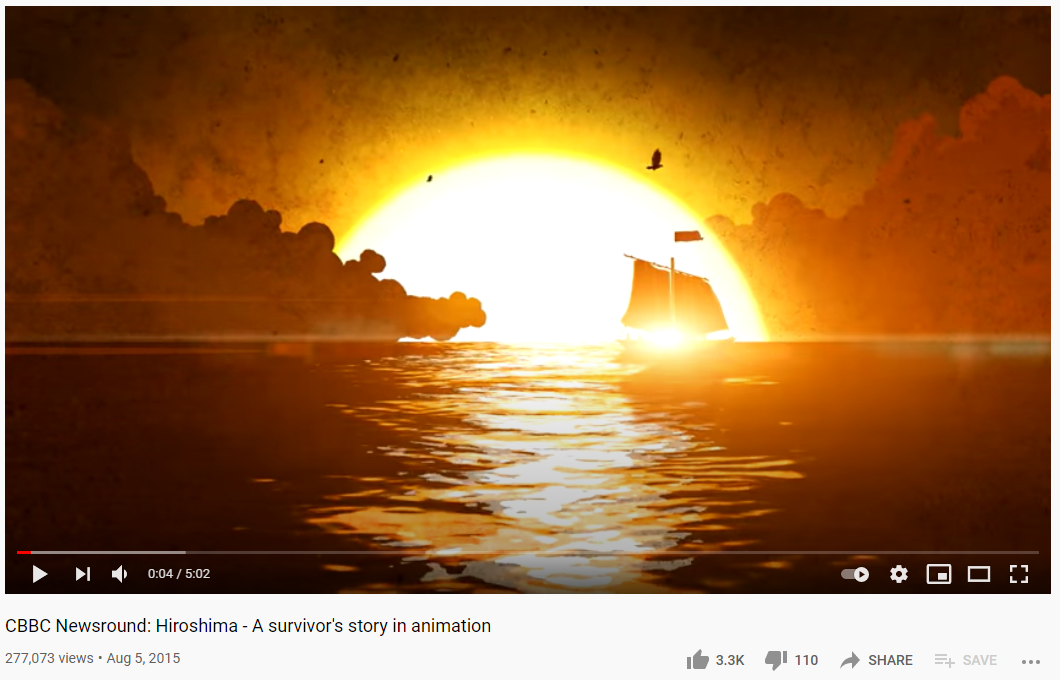 0:04 / 5:02
CBBC Newsround: Hiroshima - A survivor's story in animation
277,073 views • Aug 5, 2015
3.3K 110 SHARE SAVE